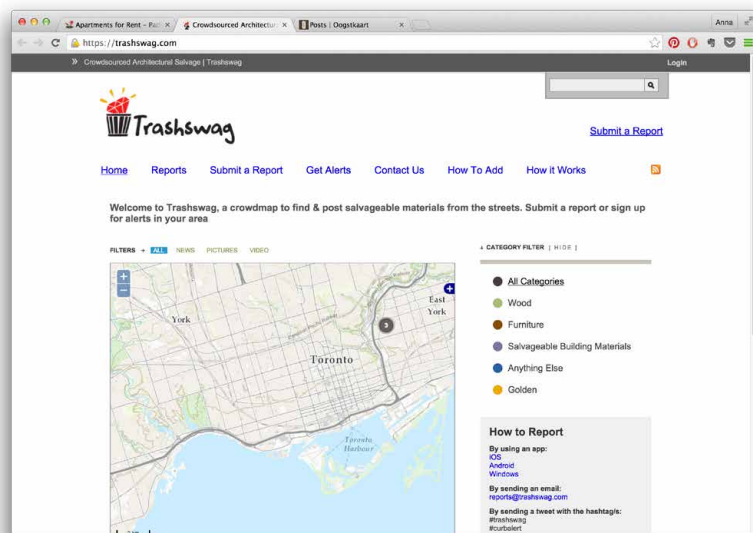 Apartments for Rent – Pad
Crowdsourced Architectur
Posts | Oogstkaart
Anna
https://trashswag.com
» Crowdsourced Architectural Salvage | Trashswag
Login
Trashswag
Submit a Report
Home Reports Submit a Report Get Alerts Contact Us How To Add How it Works
Welcome to Trashswag, a crowdmap to find & post salvageable materials from the streets. Submit a report or sign up
for alerts in your area
FILTERS → ALL NEWS PICTURES VIDEO
↓ CATEGORY FILTER [ HIDE ]
+
−
York
East
York
3
Toronto
Toronto
Harbour
All Categories
Wood
Furniture
Salvageable Building Materials
Anything Else
Golden
How to Report
By using an app:
iOS
Android
Windows
By sending an email:
reports@trashswag.com
By sending a tweet with the hashtag/s:
#trashswag
#curbalert